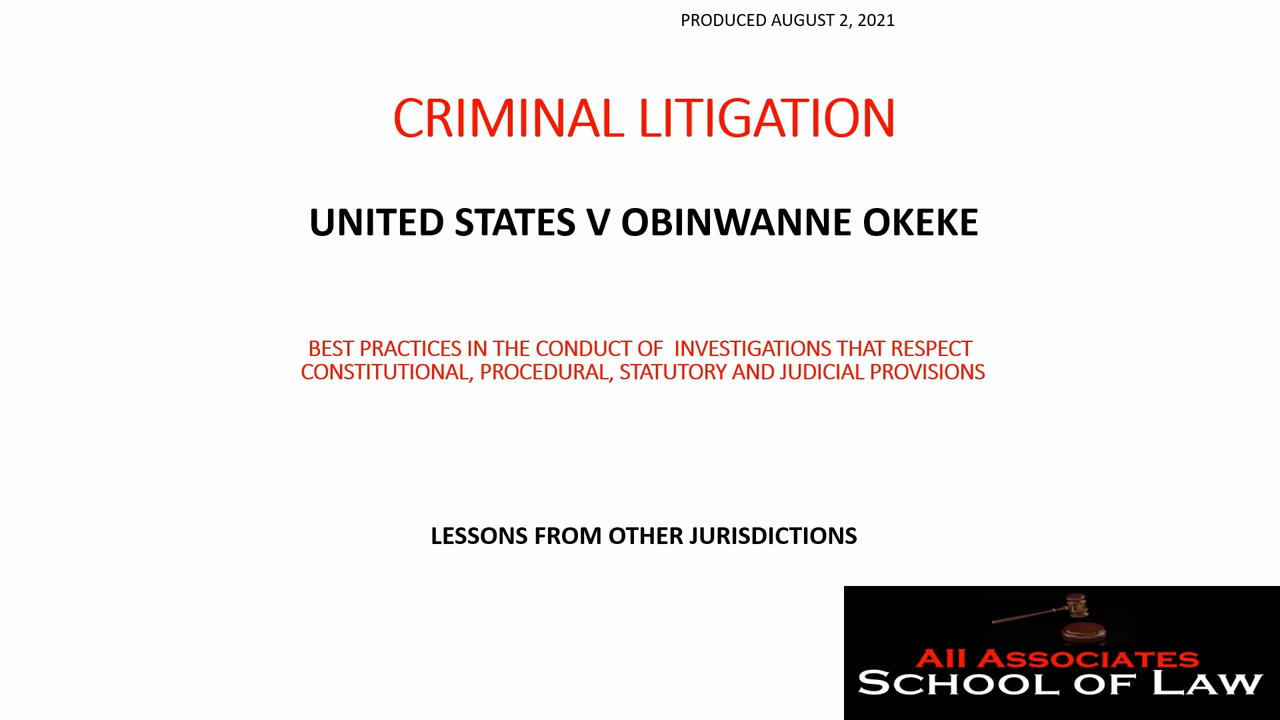 PRODUCED AUGUST 2, 2021
CRIMINAL LITIGATION
UNITED STATES V OBINWANNE OKEKE
BEST PRACTICES IN THE CONDUCT OF INVESTIGATIONS THAT RESPECT
CONSTITUTIONAL, PROCEDURAL, STATUTORY AND JUDICIAL PROVISIONS
LESSONS FROM OTHER JURISDICTIONS
All Associates
School of Law